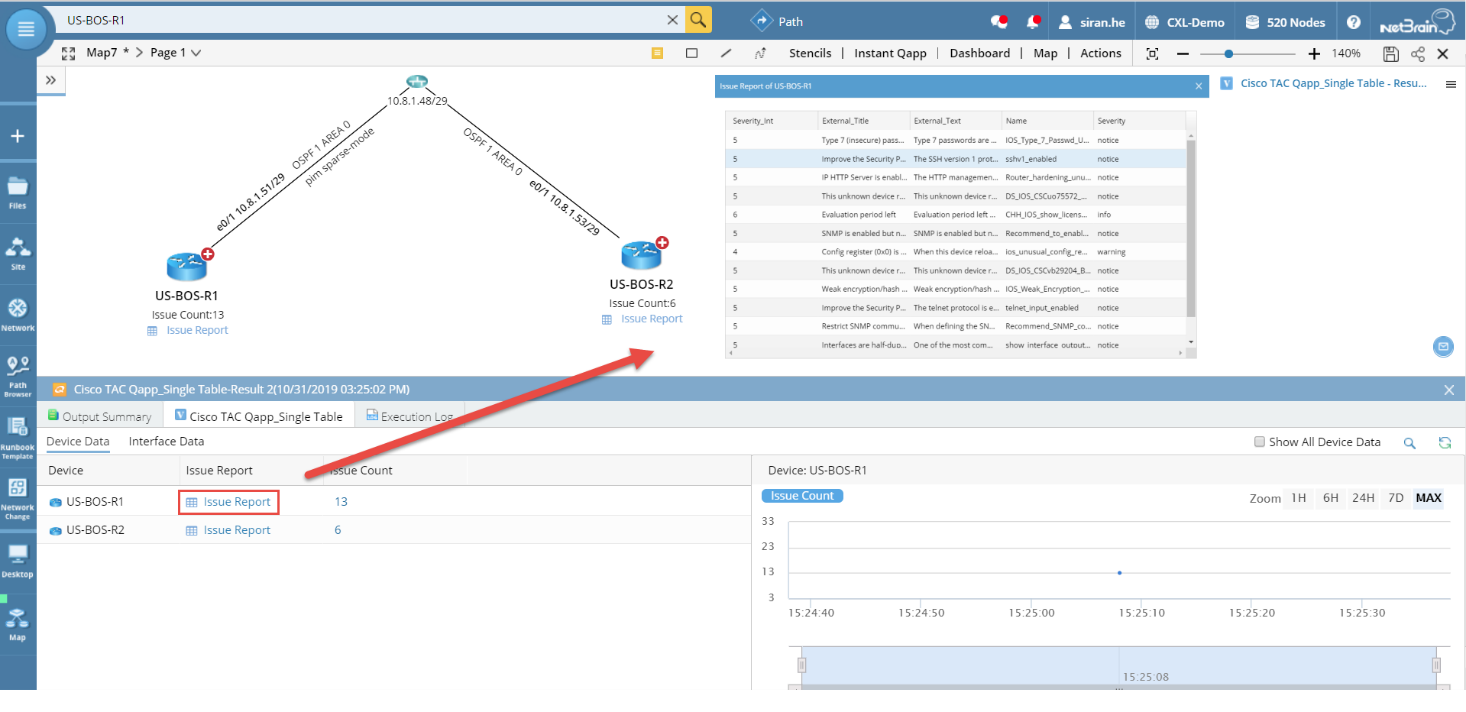 US-BOS-R1
Path
siran.he
CXL-Demo
520 Nodes
NetBrain
Map7 * > Page 1
Stencils | Instant Qapp | Dashboard | Map | Actions
140%
Files
Site
Network
Path
Browser
Runbook
Template
Network
Change
Desktop
Map
10.8.1.48/29
OSPF 1 AREA 0
pim sparse-mode
e0/1 10.8.1.51/29
OSPF 1 AREA 0
e0/1 10.8.1.53/29
US-BOS-R1
Issue Count:13
Issue Report
US-BOS-R2
Issue Count:6
Issue Report
Issue Report of US-BOS-R1
Cisco TAC Qapp_Single Table - Resu...
Severity_Int External_Title External_Text Name Severity
5 Type 7 (insecure) pass... Type 7 passwords are ... IOS_Type_7_Passwd_U... notice
5 Improve the Security P... The SSH version 1 prot... sshv1_enabled notice
5 IP HTTP Server is enabl... The HTTP managemen... Router_hardening_unu... notice
5 This unknown device r... This unknown device r... DS_IOS_CSCuo75572_... notice
6 Evaluation period left Evaluation period left ... CHH_IOS_show_licens... info
5 SNMP is enabled but n... SNMP is enabled but n... Recommend_to_enabl... notice
4 Config register (0x0) is ... When this device reloa... ios_unusual_config_re... warning
5 This unknown device r... This unknown device r... DS_IOS_CSCvb29204_B... notice
5 Weak encryption/hash ... Weak encryption/hash ... IOS_Weak_Encryption_... notice
5 Improve the Security P... The telnet protocol is e... telnet_input_enabled notice
5 Restrict SNMP commu... When defining the SN... Recommend_SNMP_co... notice
5 Interfaces are half-duo... One of the most com... show interface output... notice
Cisco TAC Qapp_Single Table-Result 2(10/31/2019 03:25:02 PM)
Output Summary Cisco TAC Qapp_Single Table Execution Log
Device Data Interface Data
Show All Device Data
Device Issue Report Issue Count
US-BOS-R1 Issue Report 13
US-BOS-R2 Issue Report 6
Device: US-BOS-R1
Issue Count
Zoom 1H 6H 24H 7D MAX
33
23
13
3
15:24:40 15:24:50 15:25:00 15:25:10 15:25:20 15:25:30
15:25:08